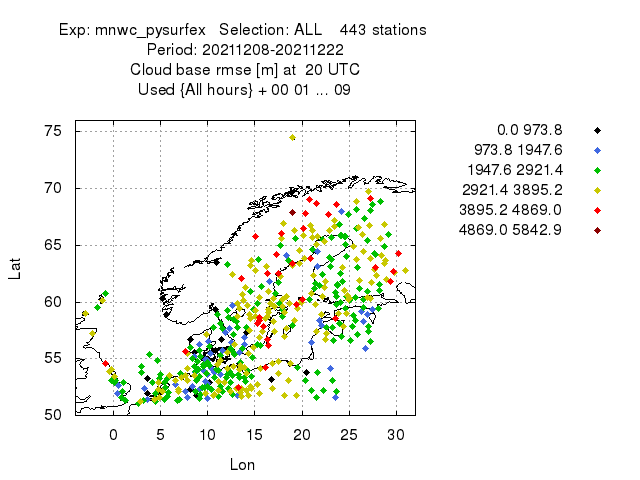 Exp: mnwc_pysurfex   Selection: ALL    443 stations
Period: 20211208-20211222
Cloud base rmse [m] at  20 UTC
Used {All hours} + 00 01 ... 09
0.0 973.8
973.8 1947.6
1947.6 2921.4
2921.4 3895.2
3895.2 4869.0
4869.0 5842.9
Lat
75
70
65
60
55
50
0 5 10 15 20 25 30
Lon